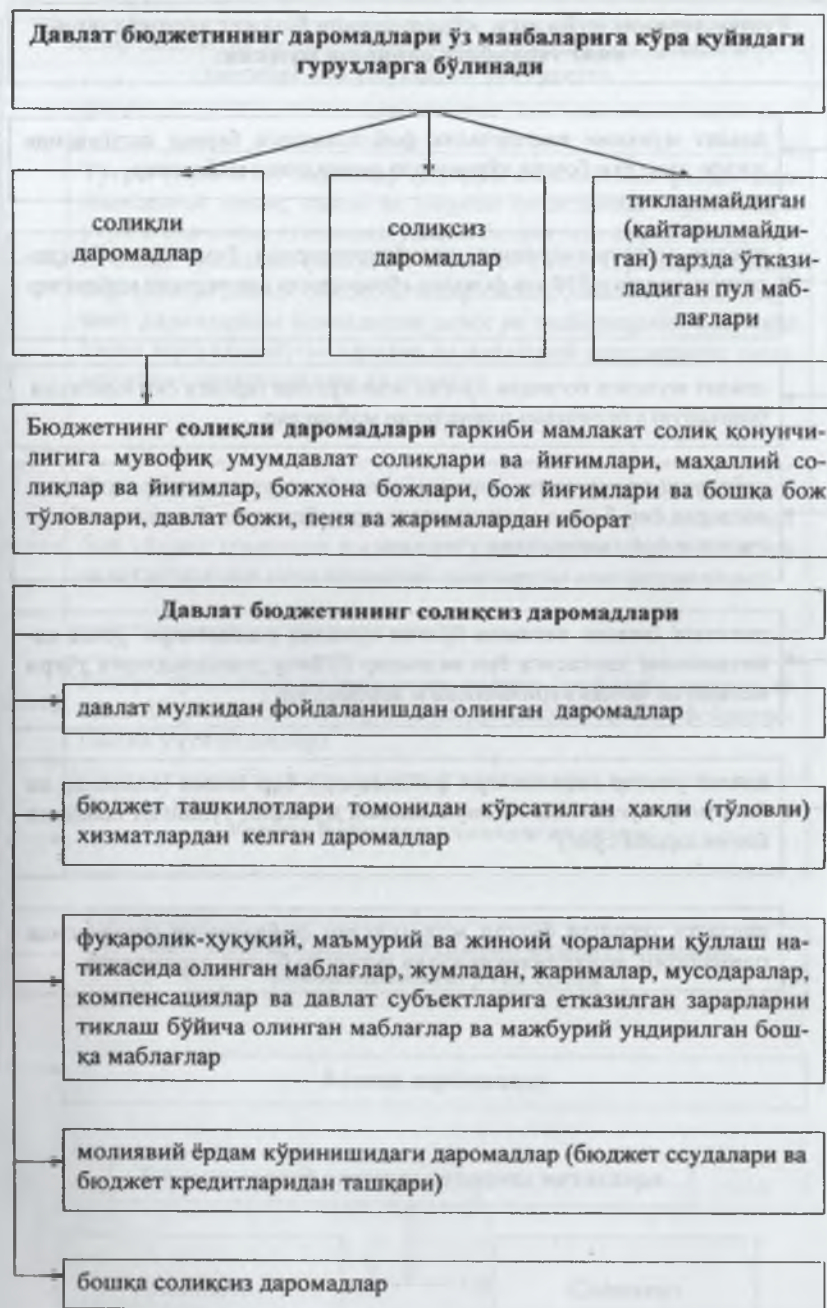 Давлат бюджетининг даромадлари ўз манбаларига кўра қуйидаги
гуруҳларга бўлинади
солиқли
даромадлар
солиқсиз
даромадлар
тикланмайдиган
(қайтарилмайди-
ган) тарзда ўткази-
ладиган пул маб-
лағлари
Бюджетнинг солиқли даромадлари таркиби мамлакат солиқ қонунчи-
лигига мувофиқ умумдавлат солиқлари ва йиғимлари, маҳаллий со-
лиқлар ва йиғимлар, божхона божлари, бож йиғимлари ва бошқа бож
тўловлари, давлат божи, пеня ва жарималардан иборат
Давлат бюджетининг солиқсиз даромадлари
давлат мулкидан фойдаланишдан олинган даромадлар
бюджет ташкилотлари томонидан кўрсатилган ҳақли (тўловли)
хизматлардан келган даромадлар
фуқаролик-ҳуқуқий, маъмурий ва жиноий чораларни қўллаш на-
тижасида олинган маблағлар, жумладан, жарималар, мусодаралар,
компенсациялар ва давлат субъектларига етказилган зарарларни
тиклаш бўйича олинган маблағлар ва мажбурий ундирилган бош-
қа маблағлар
молиявий ёрдам кўринишидаги даромадлар (бюджет ссудалари ва
бюджет кредитларидан ташқари)
бошқа солиқсиз даромадлар